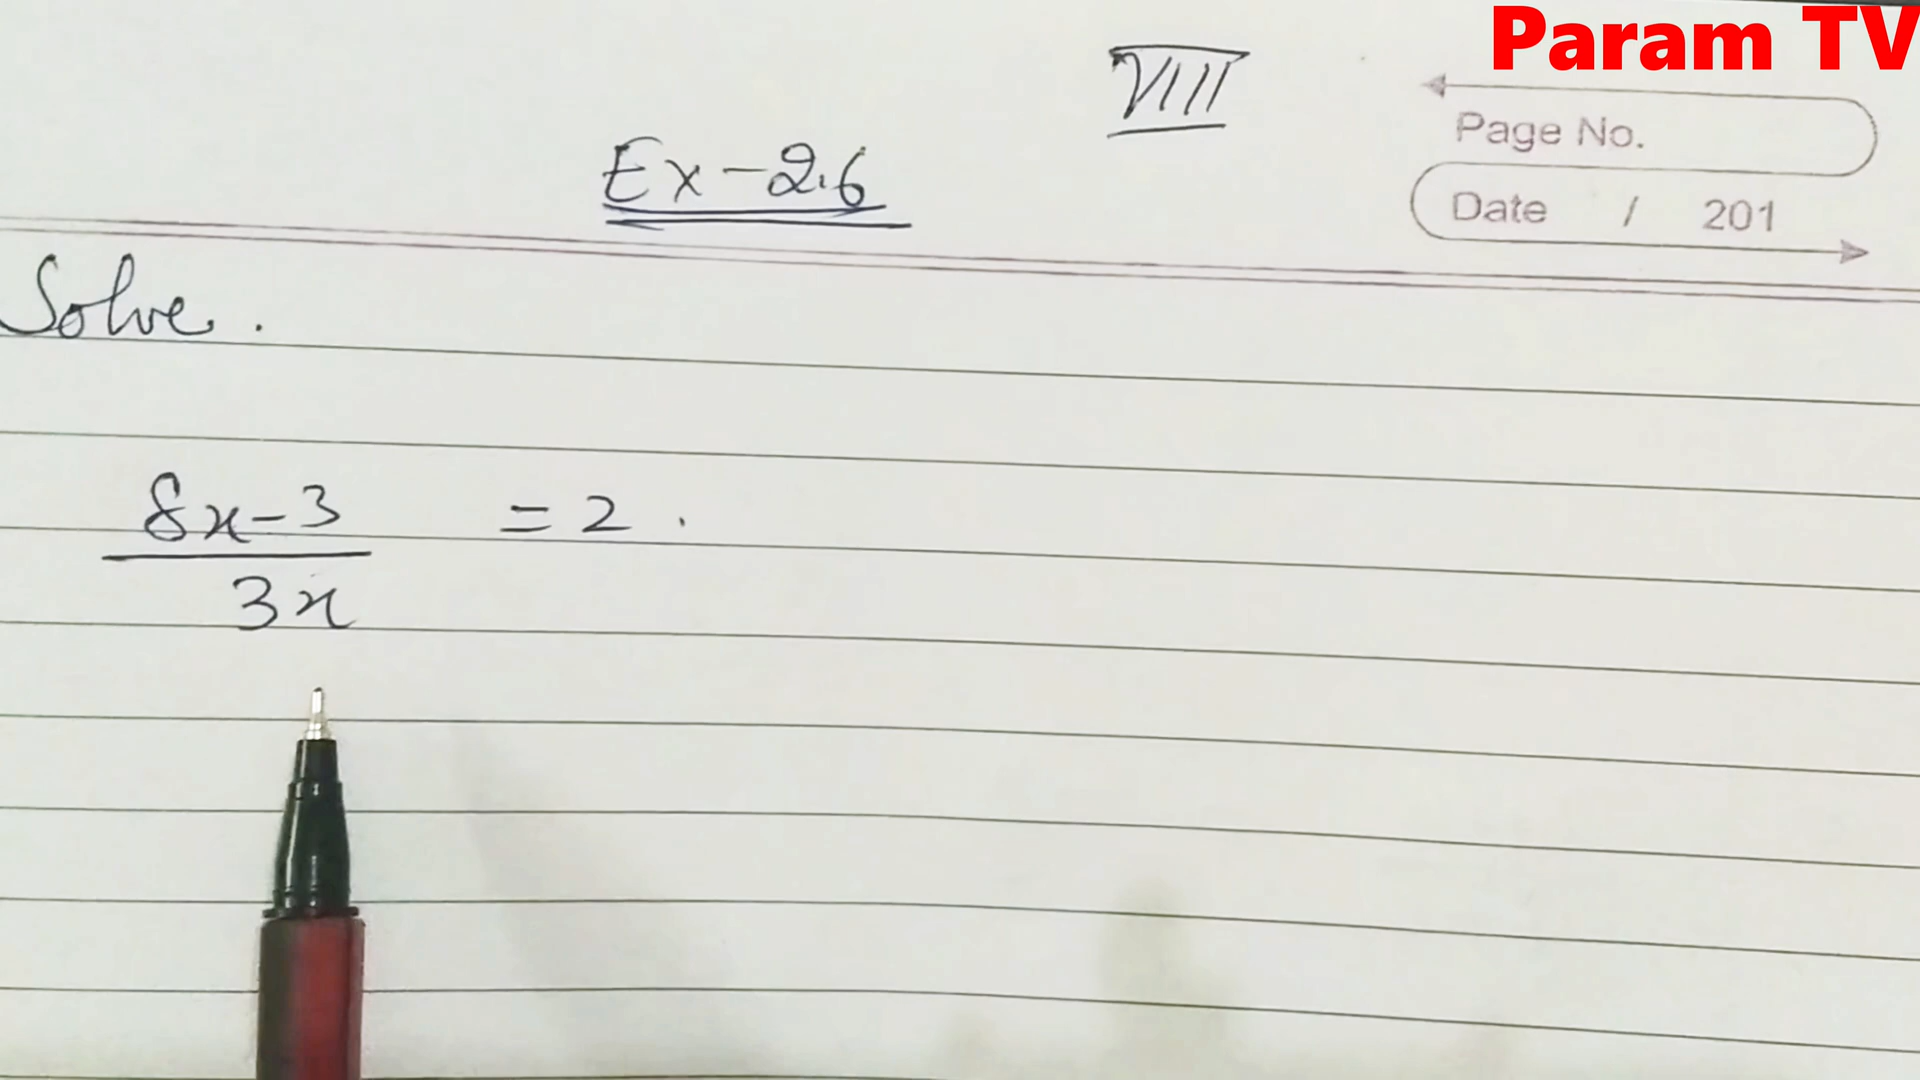 Param TV
VIII
Page No.
Ex-2.6
Date / 201
Solve.
8x-3 = 2.
3x